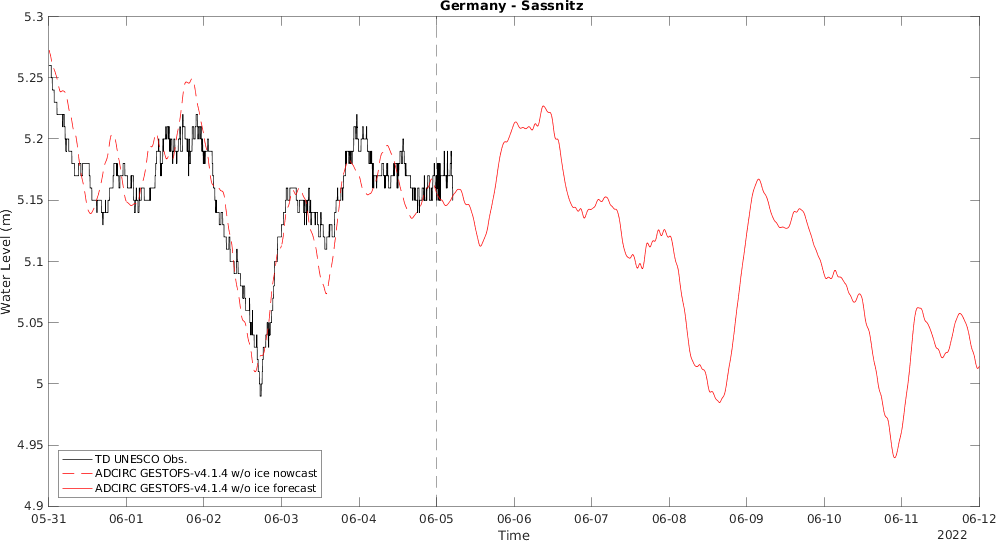 Germany - Sassnitz
5.3
5.25
5.2
5.15
5.1
5.05
5
4.95
4.9
Water Level (m)
TD UNESCO Obs.
ADCIRC GESTOFS-v4.1.4 w/o ice nowcast
ADCIRC GESTOFS-v4.1.4 w/o ice forecast
05-31 06-01 06-02 06-03 06-04 06-05 06-06 06-07 06-08 06-09 06-10 06-11 06-12
Time
2022